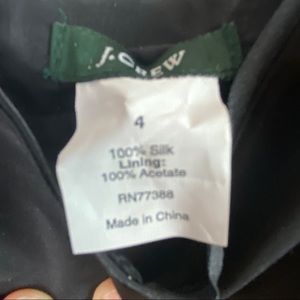 J.CREW
4
100% Silk
Lining:
100% Acetate
RN77388
Made in China